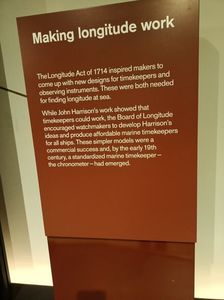 Making longitude work
The Longitude Act of 1714 inspired makers to
come up with new designs for timekeepers and
observing instruments. These were both needed
for finding longitude at sea.
While John Harrison's work showed that
timekeepers could work, the Board of Longitude
encouraged watchmakers to develop Harrison's
ideas and produce affordable marine timekeepers
for all ships. These simpler models were a
commercial success and, by the early 19th
century, a standardized marine timekeeper –
the chronometer – had emerged.